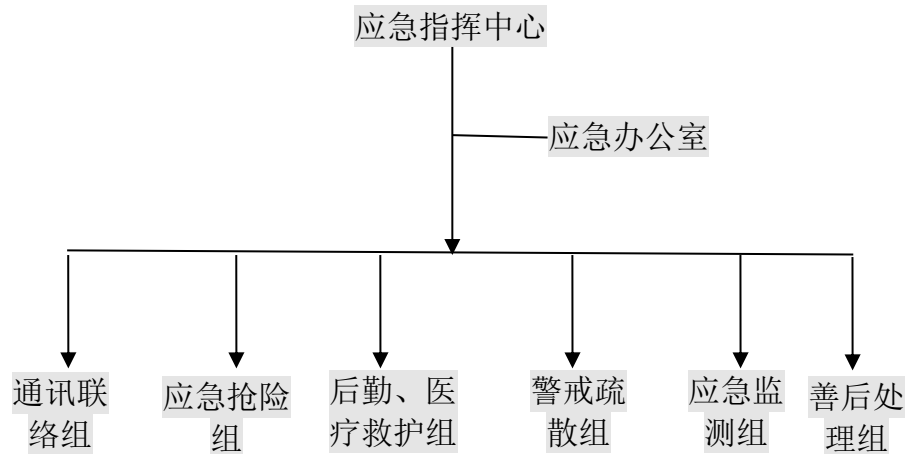 应急指挥中心
应急办公室
通讯联
络组
应急抢险
组
后勤、医
疗救护组
警戒疏
散组
应急监
测组
善后处
理组